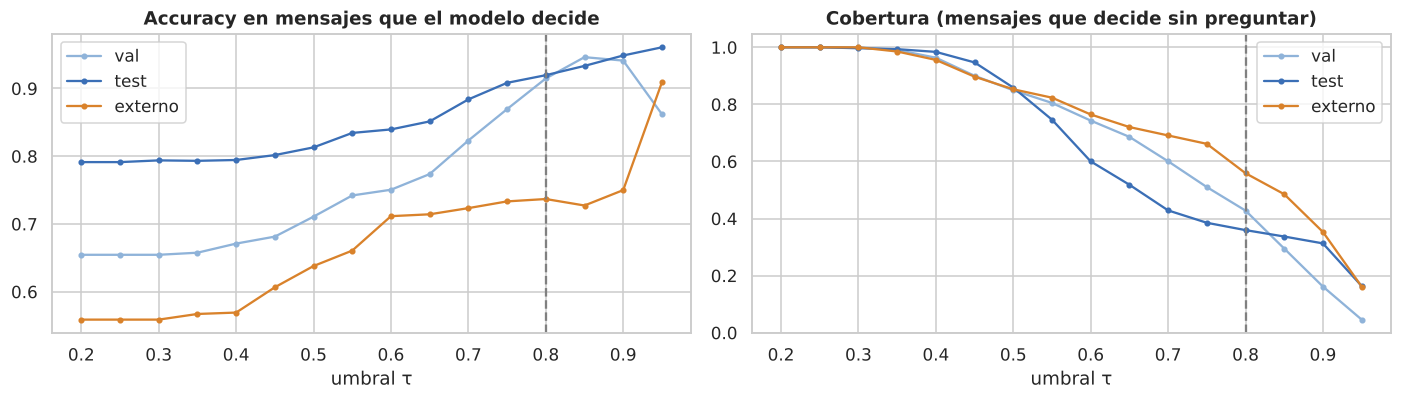 Accuracy en mensajes que el modelo decide
val
test
externo
0.9
0.8
0.7
0.6
0.2 0.3 0.4 0.5 0.6 0.7 0.8 0.9
umbral τ
Cobertura (mensajes que decide sin preguntar)
val
test
externo
1.0
0.8
0.6
0.4
0.2
0.0
0.2 0.3 0.4 0.5 0.6 0.7 0.8 0.9
umbral τ